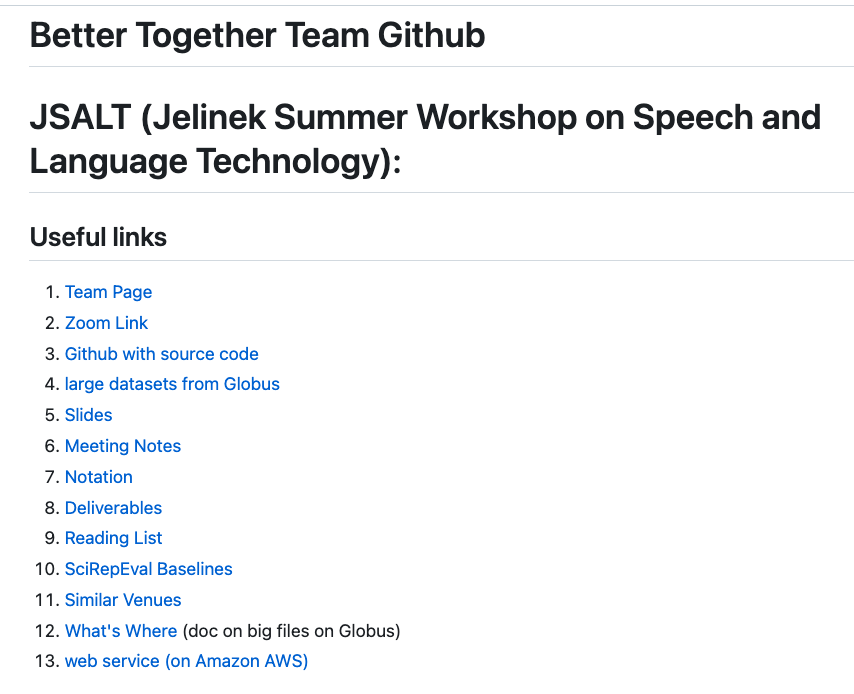 Better Together Team Github
JSALT (Jelinek Summer Workshop on Speech and
Language Technology):
Useful links
1. Team Page
2. Zoom Link
3. Github with source code
4. large datasets from Globus
5. Slides
6. Meeting Notes
7. Notation
8. Deliverables
9. Reading List
10. SciRepEval Baselines
11. Similar Venues
12. What's Where (doc on big files on Globus)
13. web service (on Amazon AWS)